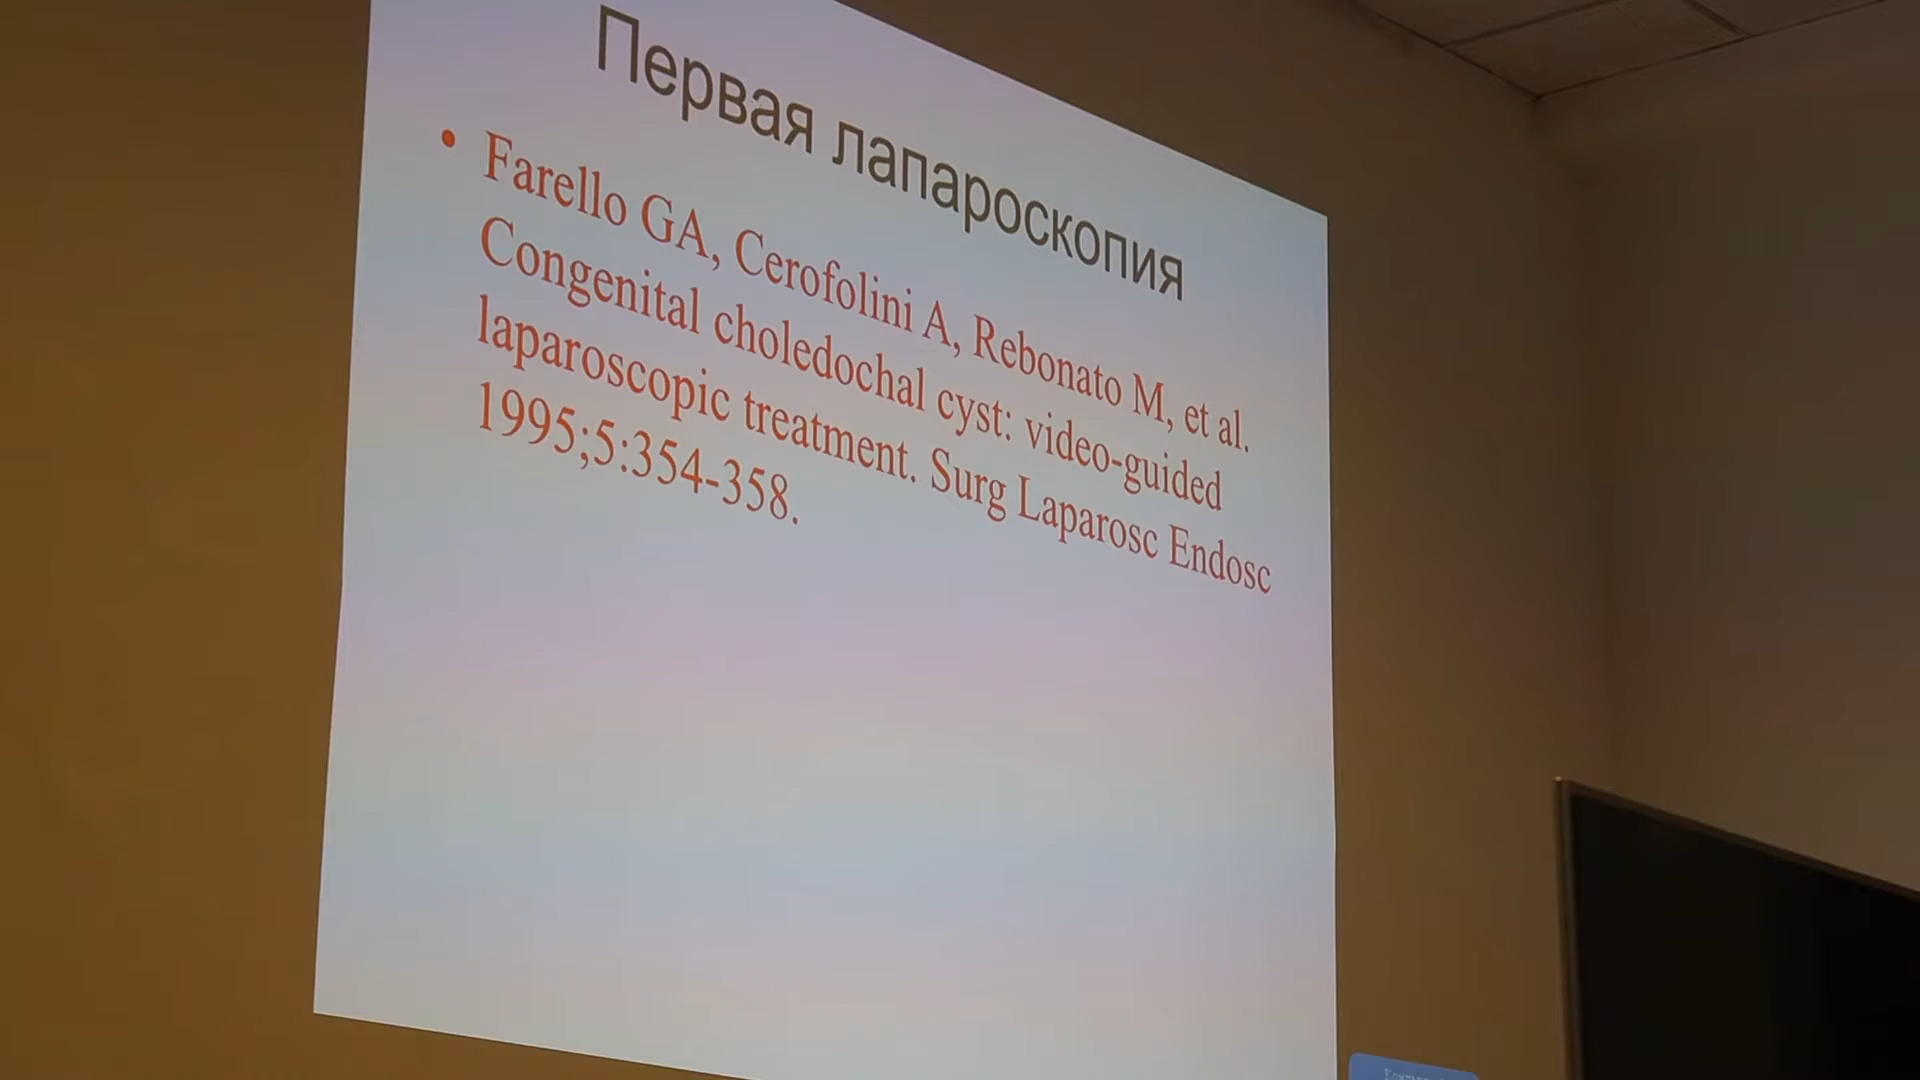 Первая лапароскопия
• Farello GA, Cerofolini A, Rebonato M, et al.
Congenital choledochal cyst: video-guided
laparoscopic treatment. Surg Laparosc Endosc
1995;5:354-358.